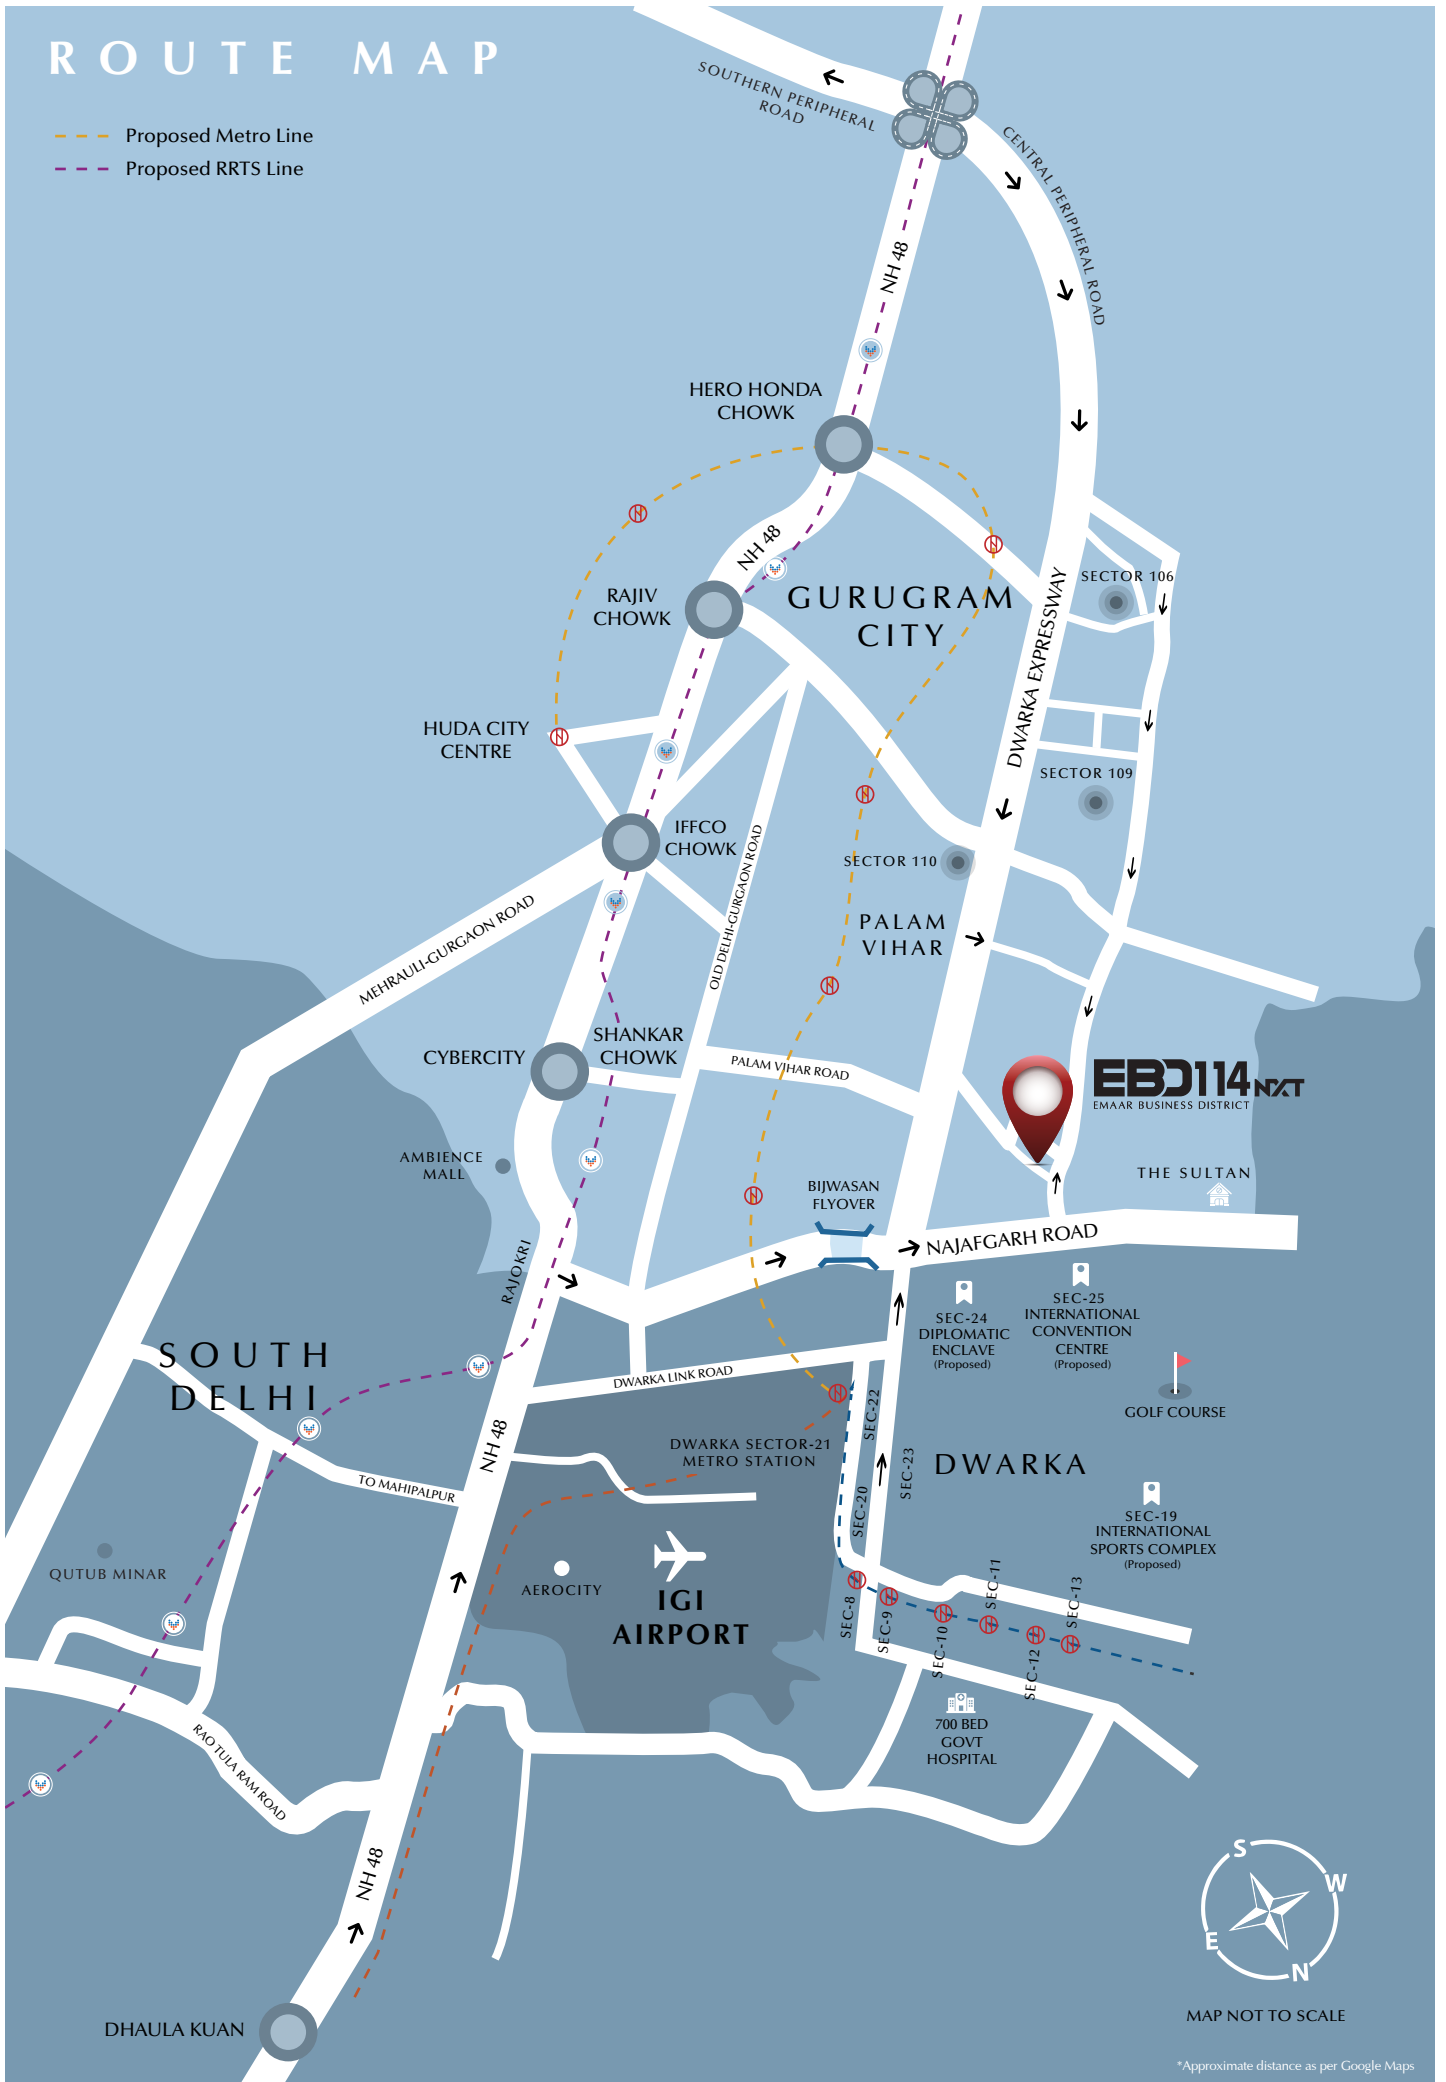 ROUTE MAP
Proposed Metro Line
Proposed RRTS Line
SOUTHERN PERIPHERAL
ROAD
CENTRAL PERIPHERAL ROAD
NH 48
HERO HONDA
CHOWK
NH 48
RAJIV
CHOWK
GURUGRAM
CITY
SECTOR 106
DWARKA EXPRESSWAY
HUDA CITY
CENTRE
SECTOR 109
IFFCO
CHOWK
SECTOR 110
OLD DELHI-GURGAON ROAD
MEHRAULI-GURGAON ROAD
PALAM
VIHAR
CYBERCITY
SHANKAR
CHOWK
PALAM VIHAR ROAD
EBD114 NXT
EMAAR BUSINESS DISTRICT
AMBIENCE
MALL
THE SULTAN
BIJWASAN
FLYOVER
NAJAFGARH ROAD
RAJOKRI
SEC-24
DIPLOMATIC
ENCLAVE
(Proposed)
SEC-25
INTERNATIONAL
CONVENTION
CENTRE
(Proposed)
SOUTH
DELHI
DWARKA LINK ROAD
GOLF COURSE
SEC-22
NH 48
DWARKA SECTOR-21
METRO STATION
SEC-23
DWARKA
TO MAHIPALPUR
SEC-20
SEC-19
INTERNATIONAL
SPORTS COMPLEX
(Proposed)
QUTUB MINAR
AEROCITY
IGI
AIRPORT
SEC-8
SEC-9
SEC-10
SEC-11
SEC-12
SEC-13
RAO TULA RAM ROAD
700 BED
GOVT
HOSPITAL
NH 48
S
W
E
N
MAP NOT TO SCALE
DHAULA KUAN
*Approximate distance as per Google Maps